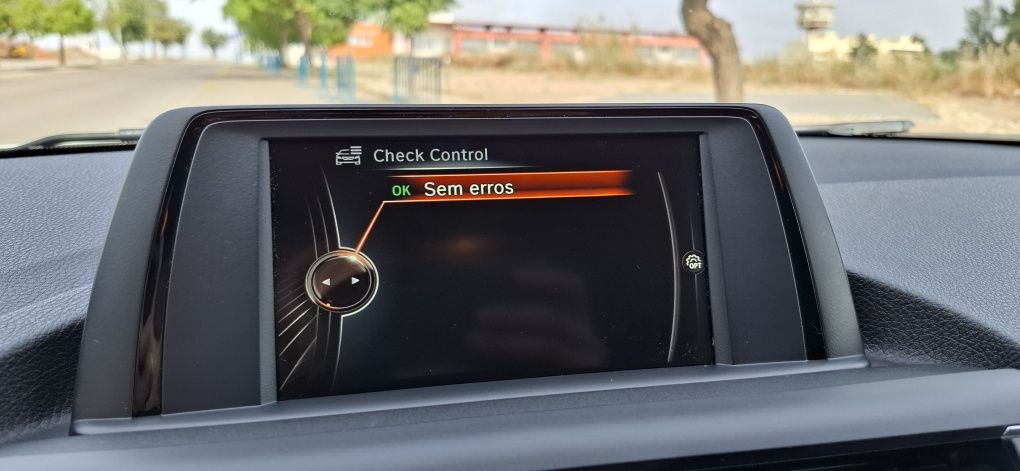 Check Control
OK Sem erros
OPT